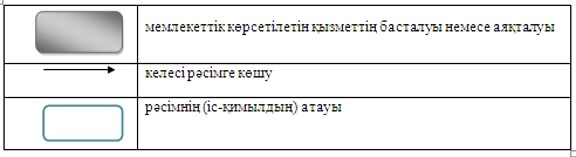 мемлекеттік көрсетілетін қызметтің басталуы немесе аяқталуы
келесі рәсімге көшу
рәсімнің (іс-қимылдың) атауы